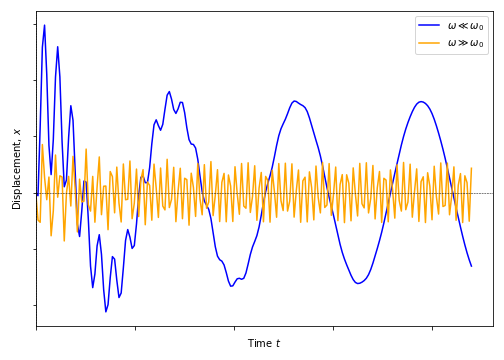 ω ≪ ω₀
ω ≫ ω₀
Displacement, x
Time t